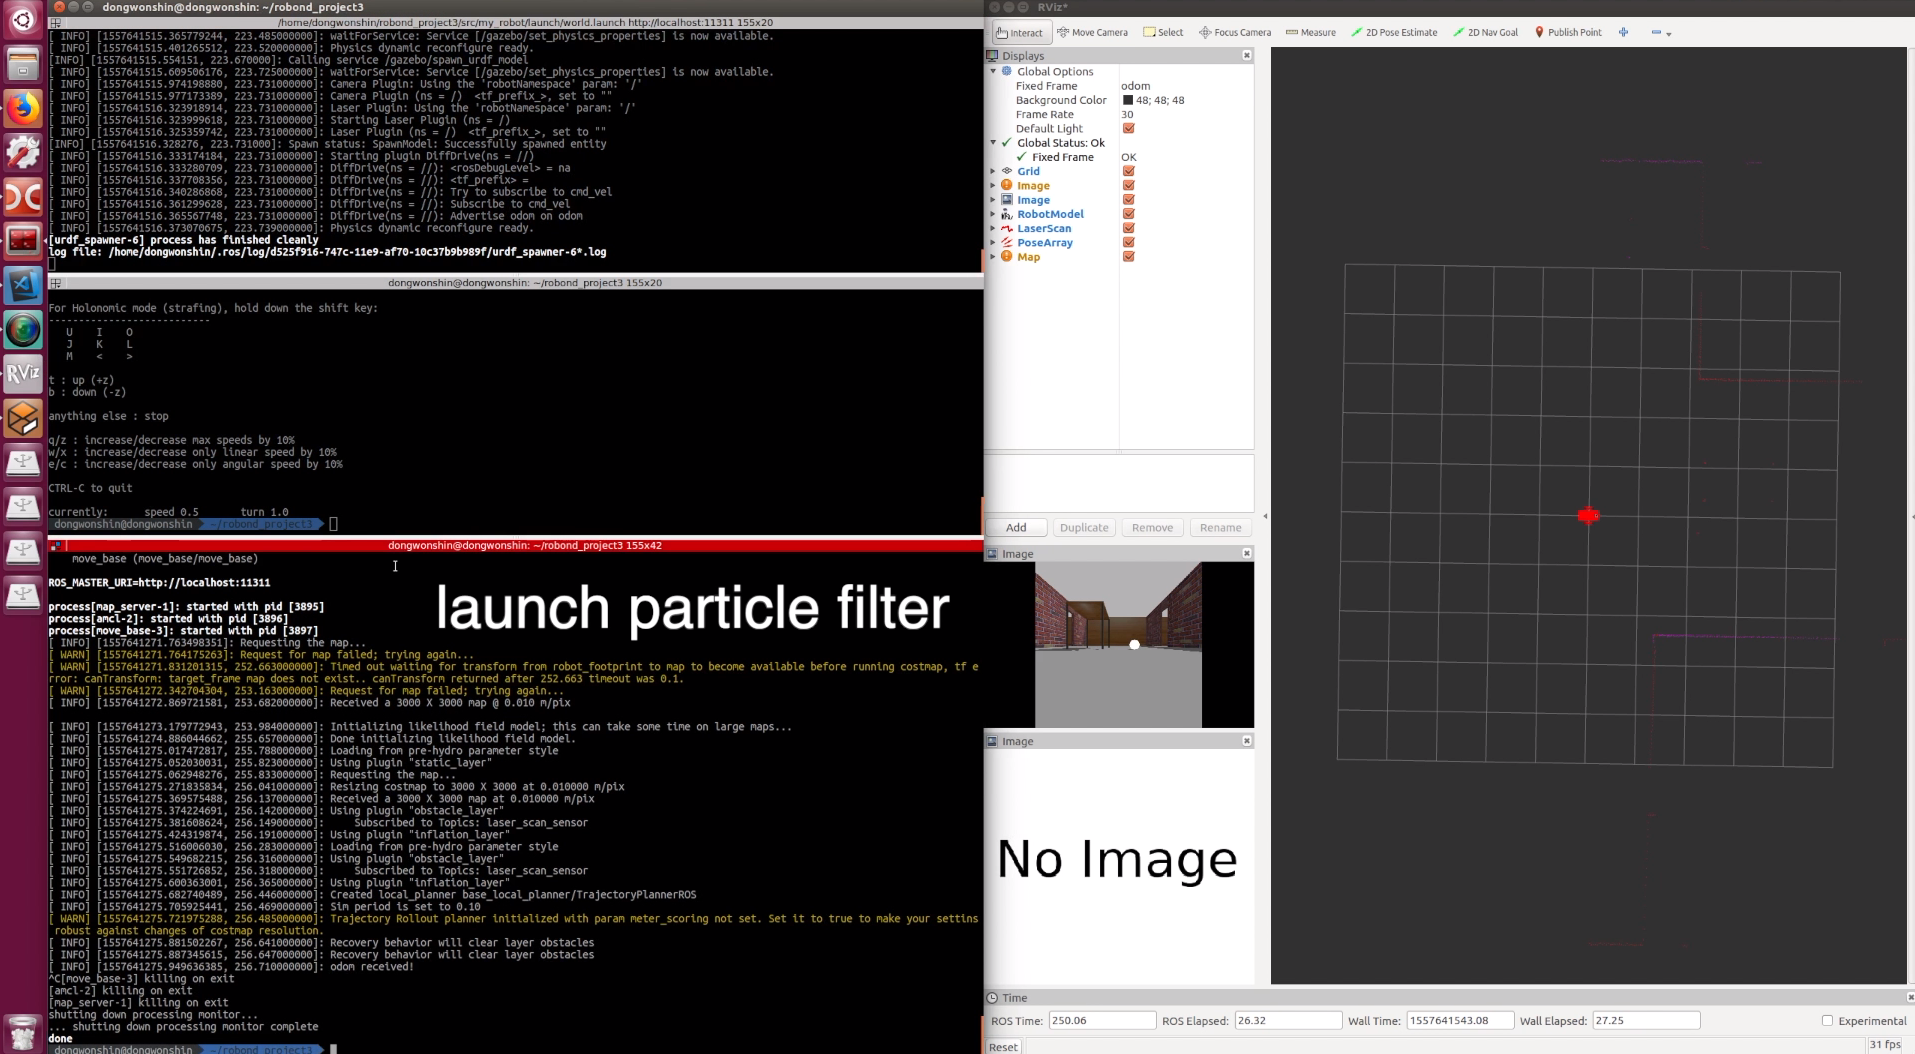 dongwonshin@dongwonshin: ~/robond_project3
/home/dongwonshin/robond_project3/src/my_robot/launch/world.launch http://localhost:11311 155x20
[ INFO] [1557641515.365779244, 223.485000000]: waitForService: Service [/gazebo/set_physics_properties] is now available.
[ INFO] [1557641515.401265512, 223.520000000]: Physics dynamic reconfigure ready.
[INFO] [1557641515.554151, 223.670000]: Calling service /gazebo/spawn_urdf_model
[ INFO] [1557641515.609506176, 223.725000000]: waitForService: Service [/gazebo/set_physics_properties] is now available.
[ INFO] [1557641515.974198880, 223.731000000]: Camera Plugin: Using the 'robotNamespace' param: '/'
[ INFO] [1557641515.977173389, 223.731000000]: Camera Plugin (ns = /)  <tf_prefix_>, set to ""
[ INFO] [1557641516.323918914, 223.731000000]: Laser Plugin: Using the 'robotNamespace' param: '/'
[ INFO] [1557641516.323999618, 223.731000000]: Starting Laser Plugin (ns = /)
[ INFO] [1557641516.325359742, 223.731000000]: Laser Plugin (ns = /)  <tf_prefix_>, set to ""
[INFO] [1557641516.328276, 223.731000]: Spawn status: SpawnModel: Successfully spawned entity
[ INFO] [1557641516.333174184, 223.731000000]: Starting plugin DiffDrive(ns = //)
[ INFO] [1557641516.333280709, 223.731000000]: DiffDrive(ns = //): <rosDebugLevel> = na
[ INFO] [1557641516.337708356, 223.731000000]: DiffDrive(ns = //): <tf_prefix> =
[ INFO] [1557641516.340286868, 223.731000000]: DiffDrive(ns = //): Try to subscribe to cmd_vel
[ INFO] [1557641516.361299628, 223.731000000]: DiffDrive(ns = //): Subscribe to cmd_vel
[ INFO] [1557641516.365567748, 223.731000000]: DiffDrive(ns = //): Advertise odom on odom
[ INFO] [1557641516.373070675, 223.739000000]: Physics dynamic reconfigure ready.
[urdf_spawner-6] process has finished cleanly
log file: /home/dongwonshin/.ros/log/d525f916-747c-11e9-af70-10c37b9b989f/urdf_spawner-6*.log
dongwonshin@dongwonshin: ~/robond_project3 155x20
For Holonomic mode (strafing), hold down the shift key:
---------------------------
U    I    O
J    K    L
M    <    >
t : up (+z)
b : down (-z)
anything else : stop
q/z : increase/decrease max speeds by 10%
w/x : increase/decrease only linear speed by 10%
e/c : increase/decrease only angular speed by 10%
CTRL-C to quit
currently:      speed 0.5       turn 1.0
dongwonshin@dongwonshin ~/robond_project3
dongwonshin@dongwonshin: ~/robond_project3 155x42
move_base (move_base/move_base)
ROS_MASTER_URI=http://localhost:11311
launch particle filter
process[map_server-1]: started with pid [3895]
process[amcl-2]: started with pid [3896]
process[move_base-3]: started with pid [3897]
[ INFO] [1557641271.763498351]: Requesting the map...
[ WARN] [1557641271.764175263]: Request for map failed; trying again...
[ WARN] [1557641271.831201315, 252.663000000]: Timed out waiting for transform from robot_footprint to map to become available before running costmap, tf e
rror: canTransform: target_frame map does not exist.. canTransform returned after 252.663 timeout was 0.1.
[ WARN] [1557641272.342704304, 253.163000000]: Request for map failed; trying again...
[ INFO] [1557641272.869721581, 253.682000000]: Received a 3000 X 3000 map @ 0.010 m/pix
[ INFO] [1557641273.179772943, 253.984000000]: Initializing likelihood field model; this can take some time on large maps...
[ INFO] [1557641274.886044662, 255.657000000]: Done initializing likelihood field model.
[ INFO] [1557641275.017472817, 255.788000000]: Loading from pre-hydro parameter style
[ INFO] [1557641275.052030031, 255.823000000]: Using plugin "static_layer"
[ INFO] [1557641275.062948276, 255.833000000]: Requesting the map...
[ INFO] [1557641275.271835834, 256.041000000]: Resizing costmap to 3000 X 3000 at 0.010000 m/pix
[ INFO] [1557641275.369575488, 256.137000000]: Received a 3000 X 3000 map at 0.010000 m/pix
[ INFO] [1557641275.374224691, 256.142000000]: Using plugin "obstacle_layer"
[ INFO] [1557641275.381608624, 256.149000000]:     Subscribed to Topics: laser_scan_sensor
[ INFO] [1557641275.424319874, 256.191000000]: Using plugin "inflation_layer"
[ INFO] [1557641275.516006030, 256.283000000]: Loading from pre-hydro parameter style
[ INFO] [1557641275.549682215, 256.316000000]: Using plugin "obstacle_layer"
[ INFO] [1557641275.551726852, 256.318000000]:     Subscribed to Topics: laser_scan_sensor
[ INFO] [1557641275.600363001, 256.365000000]: Using plugin "inflation_layer"
[ INFO] [1557641275.682740489, 256.446000000]: Created local_planner base_local_planner/TrajectoryPlannerROS
[ INFO] [1557641275.705925441, 256.469000000]: Sim period is set to 0.10
[ WARN] [1557641275.721975288, 256.485000000]: Trajectory Rollout planner initialized with param meter_scoring not set. Set it to true to make your settins
robust against changes of costmap resolution.
[ INFO] [1557641275.881502267, 256.641000000]: Recovery behavior will clear layer obstacles
[ INFO] [1557641275.887345615, 256.647000000]: Recovery behavior will clear layer obstacles
[ INFO] [1557641275.949636385, 256.710000000]: odom received!
^C[move_base-3] killing on exit
[amcl-2] killing on exit
[map_server-1] killing on exit
shutting down processing monitor...
... shutting down processing monitor complete
done
dongwonshin@dongwonshin ~/robond_project3
RViz*
Interact Move Camera Select Focus Camera Measure 2D Pose Estimate 2D Nav Goal Publish Point
Displays
Global Options
Fixed Frame odom
Background Color 48; 48; 48
Frame Rate 30
Default Light
Global Status: Ok
Fixed Frame OK
Grid
Image
Image
RobotModel
LaserScan
PoseArray
Map
Add Duplicate Remove Rename
Image
Image
No Image
Time
ROS Time: 250.06 ROS Elapsed: 26.32 Wall Time: 1557641543.08 Wall Elapsed: 27.25 Experimental
Reset 31 fps
RViz